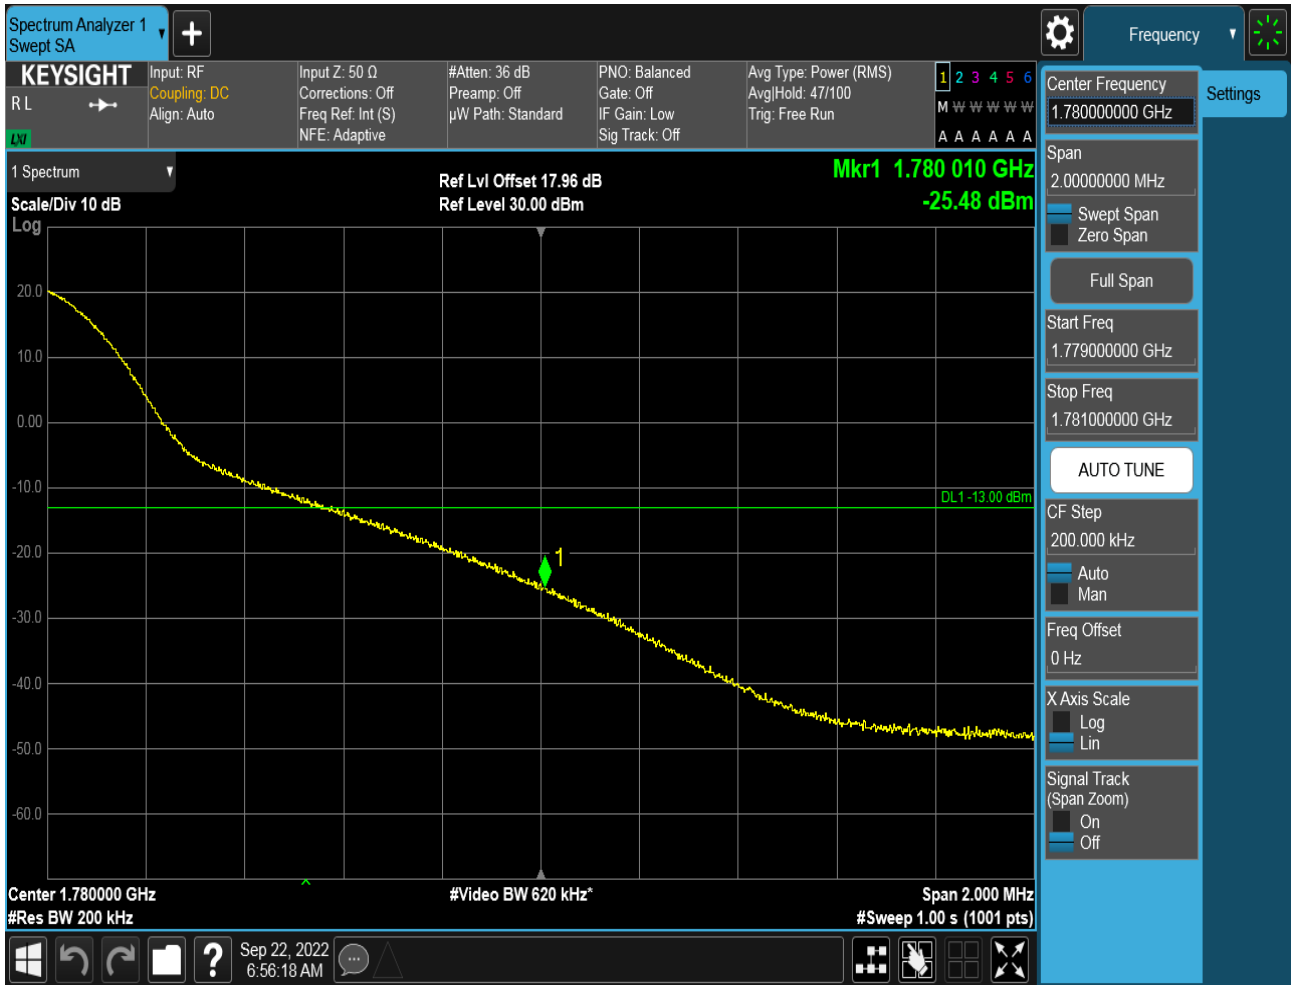 Spectrum Analyzer 1
Swept SA
Frequency
KEYSIGHT
R L
LXI
Input: RF
Coupling: DC
Align: Auto
Input Z: 50 Ω
Corrections: Off
Freq Ref: Int (S)
NFE: Adaptive
#Atten: 36 dB
Preamp: Off
µW Path: Standard
PNO: Balanced
Gate: Off
IF Gain: Low
Sig Track: Off
Avg Type: Power (RMS)
Avg|Hold: 47/100
Trig: Free Run
1 2 3 4 5 6
M W W W W W
A A A A A A
1 Spectrum
Scale/Div 10 dB
Log
Ref Lvl Offset 17.96 dB
Ref Level 30.00 dBm
Mkr1 1.780 010 GHz
-25.48 dBm
20.0
10.0
0.00
-10.0
-20.0
-30.0
-40.0
-50.0
-60.0
DL1 -13.00 dBm
1
Center 1.780000 GHz
#Res BW 200 kHz
#Video BW 620 kHz*
Span 2.000 MHz
#Sweep 1.00 s (1001 pts)
Sep 22, 2022
6:56:18 AM
Center Frequency
1.780000000 GHz
Settings
Span
2.00000000 MHz
Swept Span
Zero Span
Full Span
Start Freq
1.779000000 GHz
Stop Freq
1.781000000 GHz
AUTO TUNE
CF Step
200.000 kHz
Auto
Man
Freq Offset
0 Hz
X Axis Scale
Log
Lin
Signal Track
(Span Zoom)
On
Off